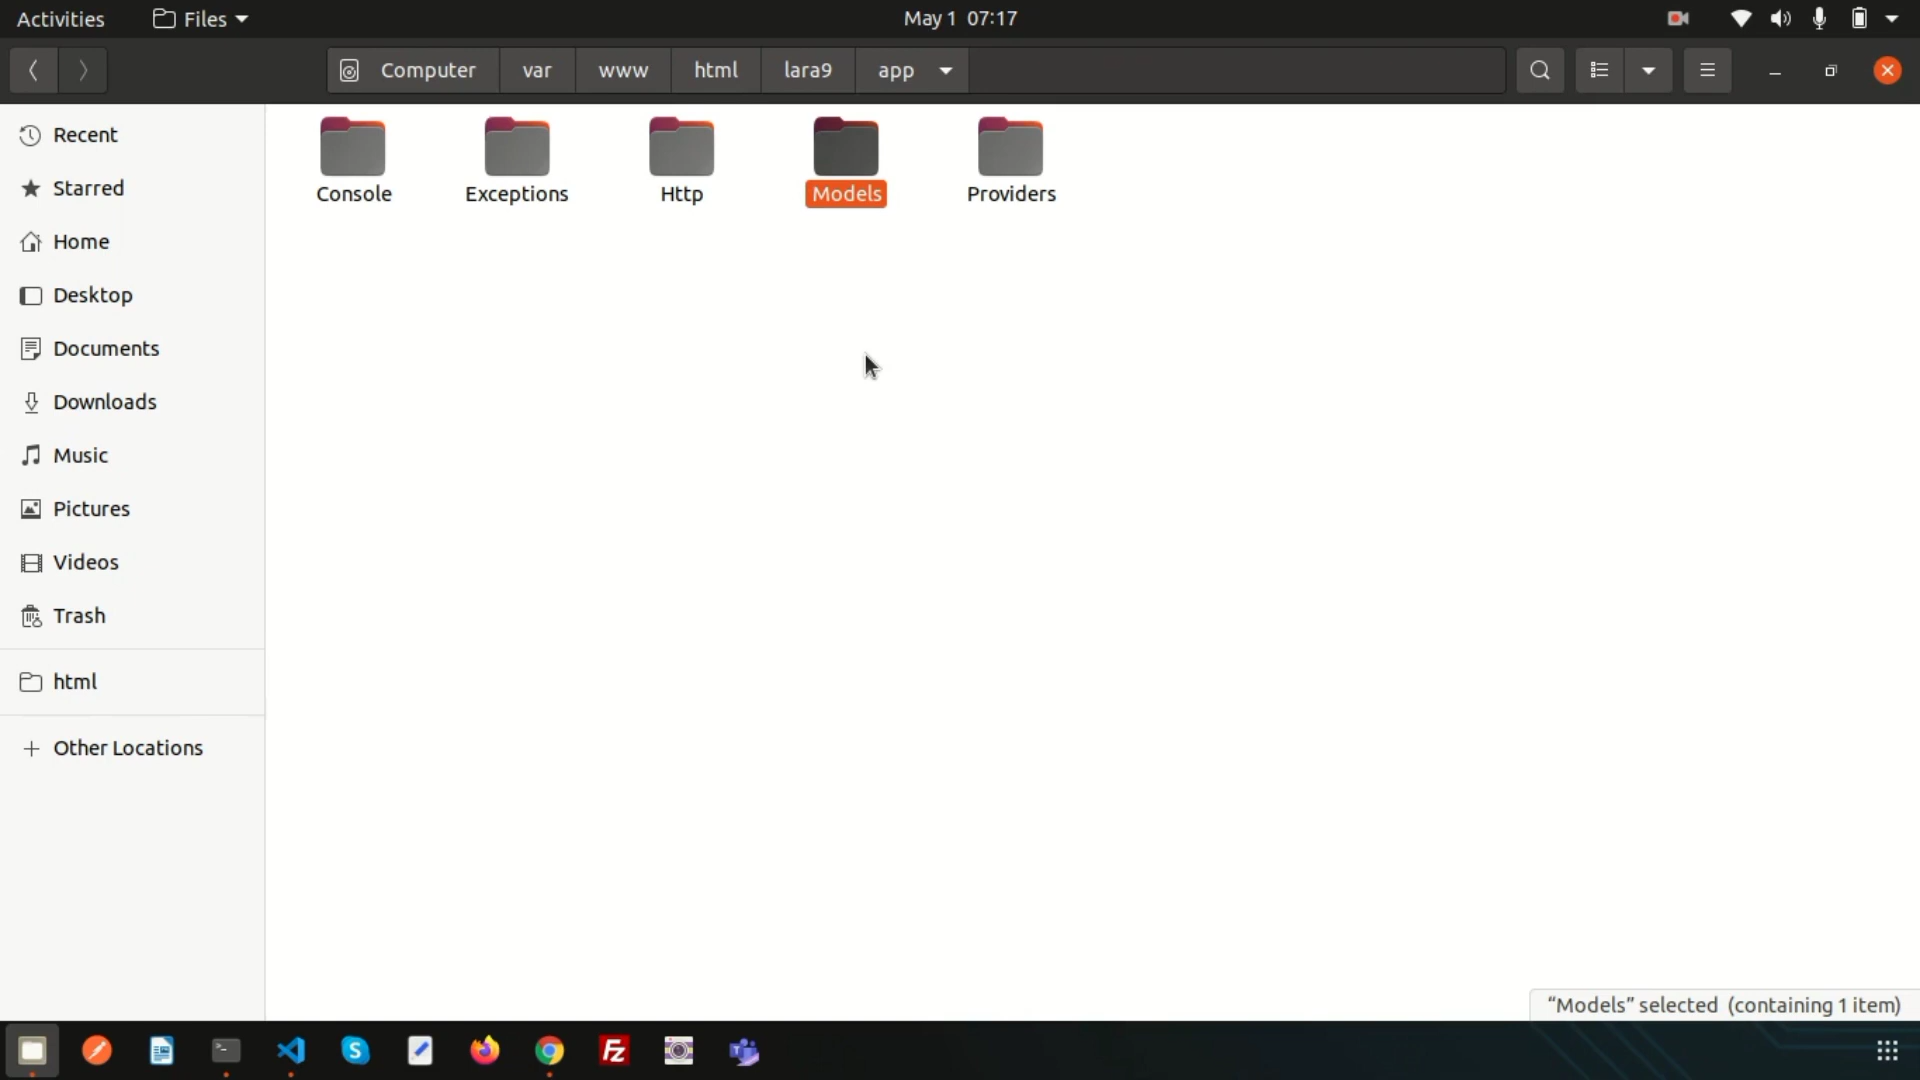 Activities Files May 1 07:17
Computer var www html lara9 app
Recent
Starred
Home
Desktop
Documents
Downloads
Music
Pictures
Videos
Trash
html
Other Locations
Console Exceptions Http Models Providers
“Models” selected (containing 1 item)